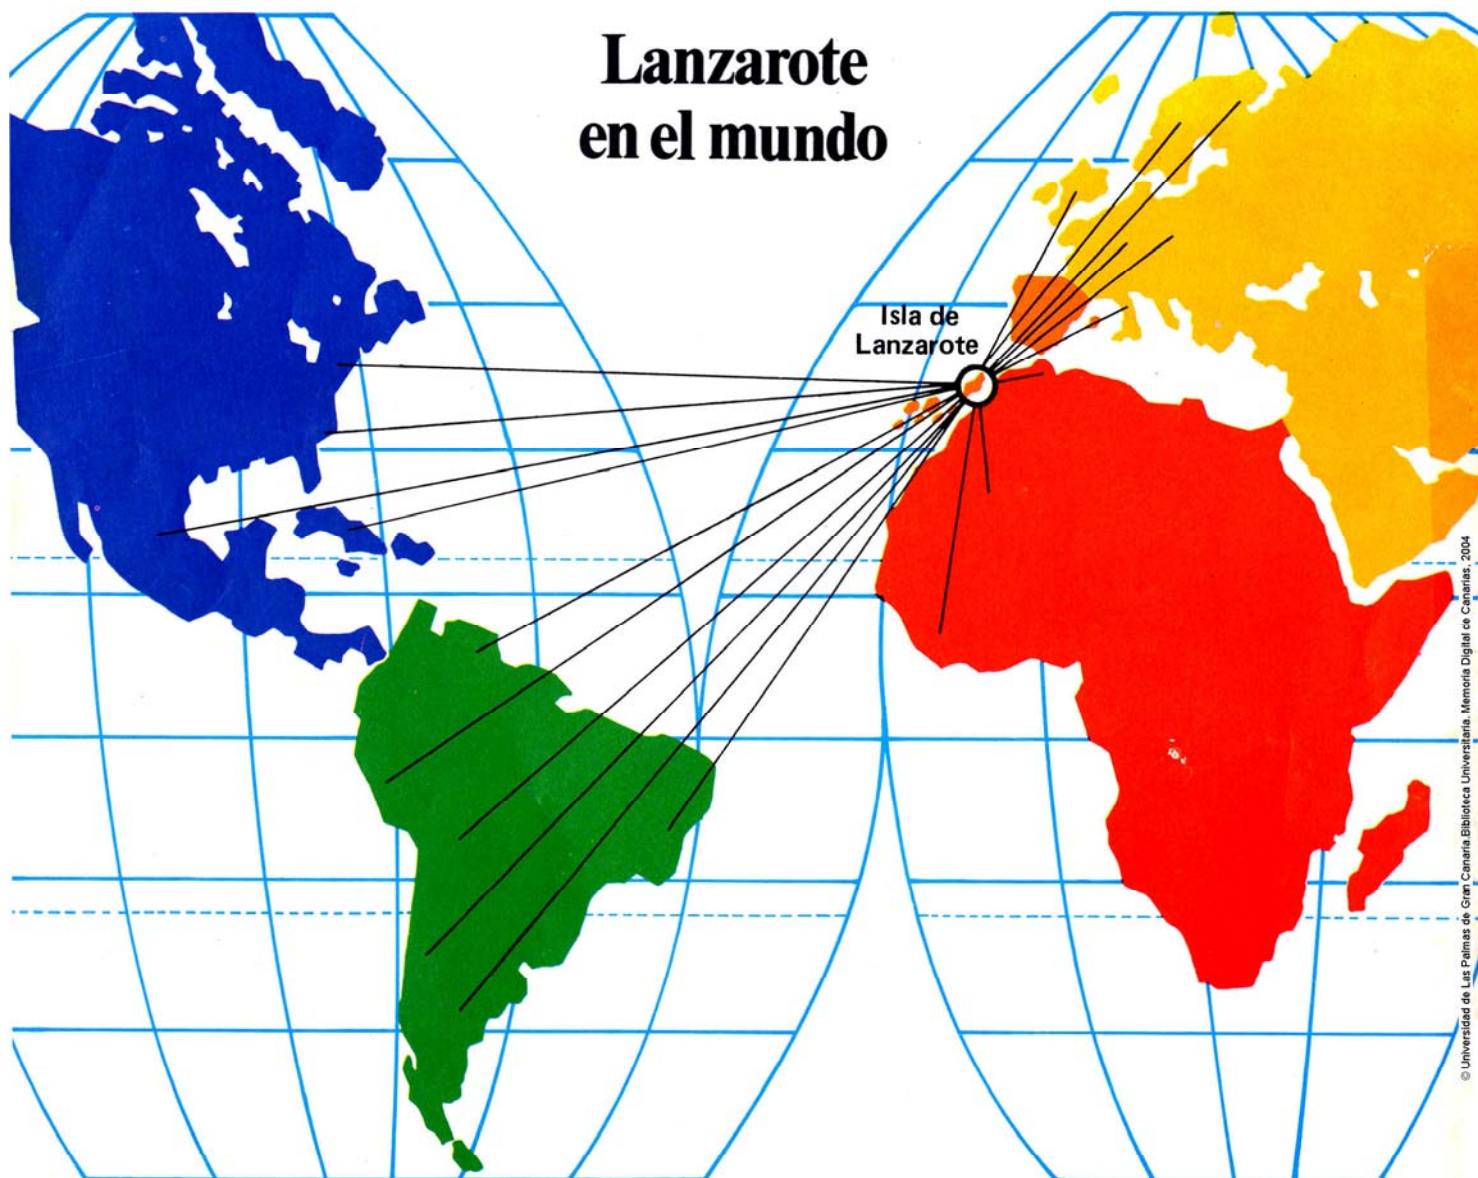 Lanzarote
en el mundo
Isla de
Lanzarote
© Universidad de Las Palmas de Gran Canaria. Biblioteca Universitaria. Memoria Digital de Canarias, 2004